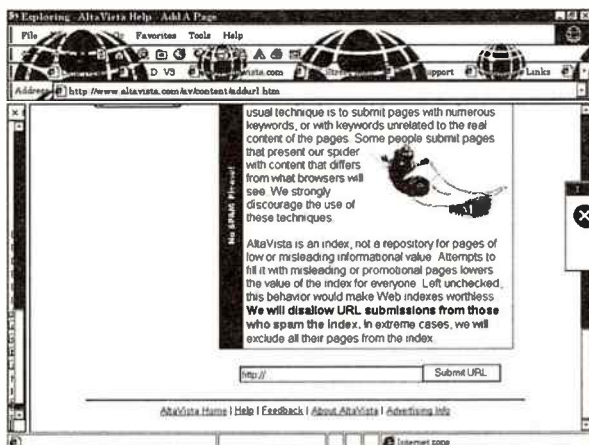 Exploring - AltaVista Help - Add A Page
File Favorites Tools Help
D V3 vista.com upport Links
Address http://www.altavista.com/av/content/addurl htm
usual technique is to submit pages with numerous
keywords, or with keywords unrelated to the real
content of the pages. Some people submit pages
that present our spider
with content that differs
from what browsers will
see. We strongly
discourage the use of
these techniques
No SPAM Please!
AltaVista is an index, not a repository for pages of
low or misleading informational value. Attempts to
fill it with misleading or promotional pages lowers
the value of the index for everyone. Left unchecked,
this behavior would make Web indexes worthless
We will disallow URL submissions from those
who spam the index. In extreme cases, we will
exclude all their pages from the index
http://
Submit URL
AltaVista Home | Help | Feedback | About AltaVista | Advertising Info
Internet zone